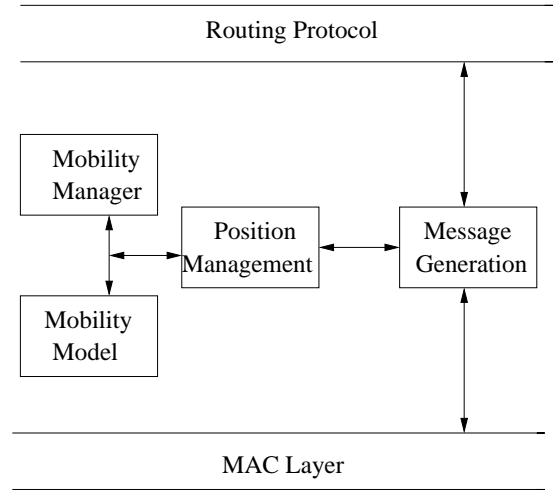 Routing Protocol
Mobility
Manager
Position
Management
Message
Generation
Mobility
Model
MAC Layer